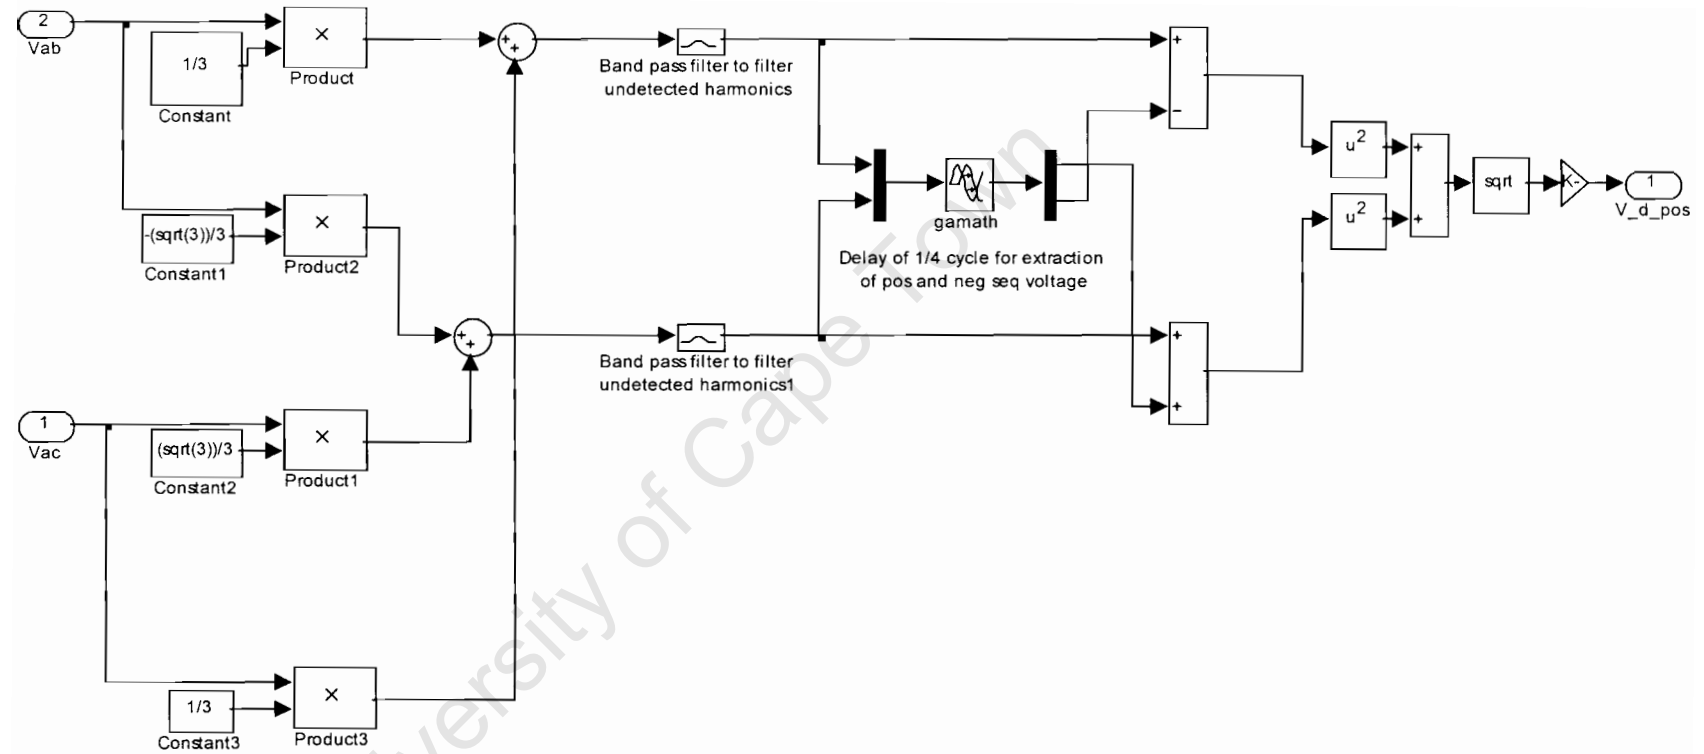 2
Vab
1/3
Constant
×
Product
+
+
Band pass filter to filter
undetected harmonics
+
−
-(sqrt(3))/3
Constant1
×
Product2
gamath
Delay of 1/4 cycle for extraction
of pos and neg seq voltage
u²
u²
+
+
sqrt
K-
1
V_d_pos
+
+
Band pass filter to filter
undetected harmonics1
+
+
1
Vac
(sqrt(3))/3
Constant2
×
Product1
1/3
Constant3
×
Product3
University of Cape Town